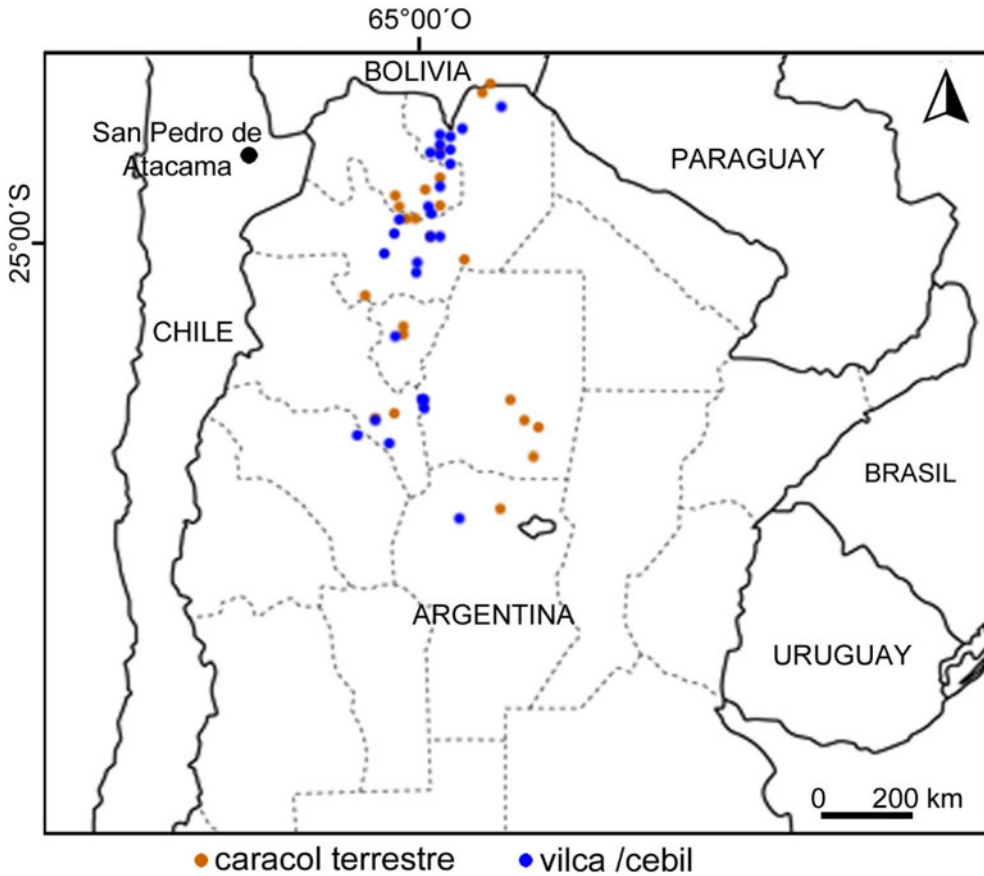 65°00´O
BOLIVIA
San Pedro de
Atacama
PARAGUAY
25°00´S
CHILE
BRASIL
ARGENTINA
URUGUAY
0 200 km
caracol terrestre
vilca /cebil